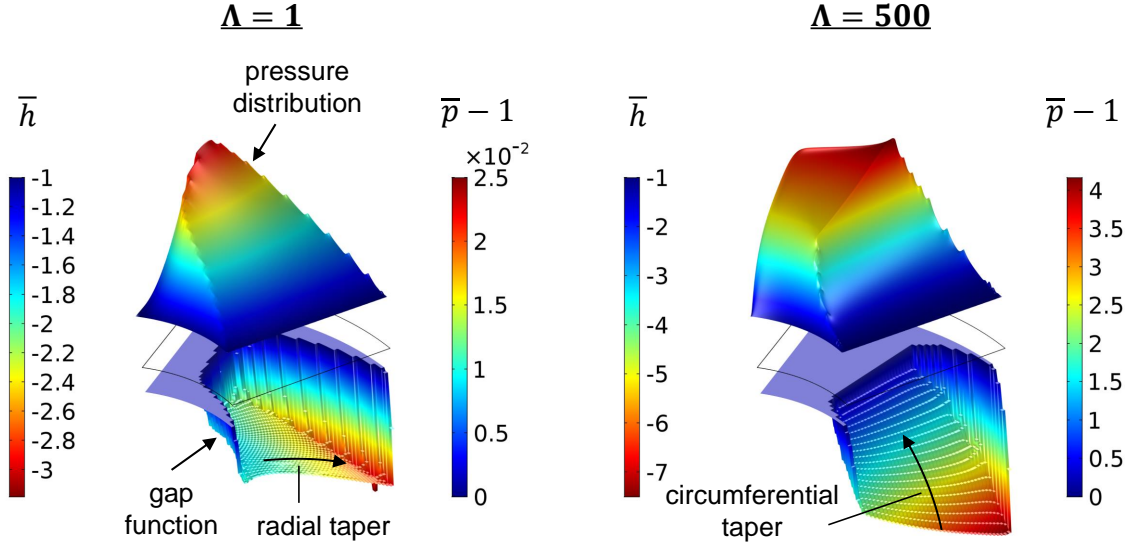 Λ = 1
Λ = 500
pressure
distribution
h̅
p̅ − 1
×10⁻²
h̅
p̅ − 1
-1
-1.2
-1.4
-1.6
-1.8
-2
-2.2
-2.4
-2.6
-2.8
-3
2.5
2
1.5
1
0.5
0
-1
-2
-3
-4
-5
-6
-7
4
3.5
3
2.5
2
1.5
1
0.5
0
gap
function
radial taper
circumferential
taper